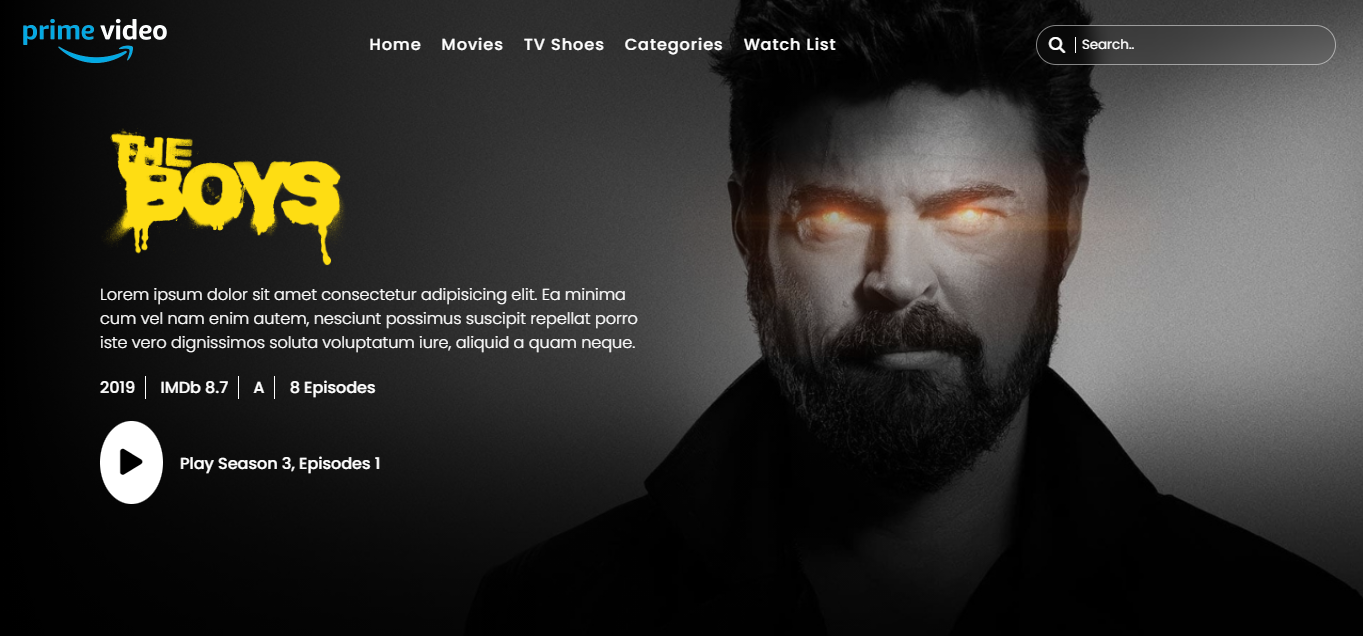 prime video
Home Movies TV Shoes Categories Watch List
Search..
THE
BOYS
Lorem ipsum dolor sit amet consectetur adipisicing elit. Ea minima
cum vel nam enim autem, nesciunt possimus suscipit repellat porro
iste vero dignissimos soluta voluptatum iure, aliquid a quam neque.
2019 IMDb 8.7 A 8 Episodes
Play Season 3, Episodes 1